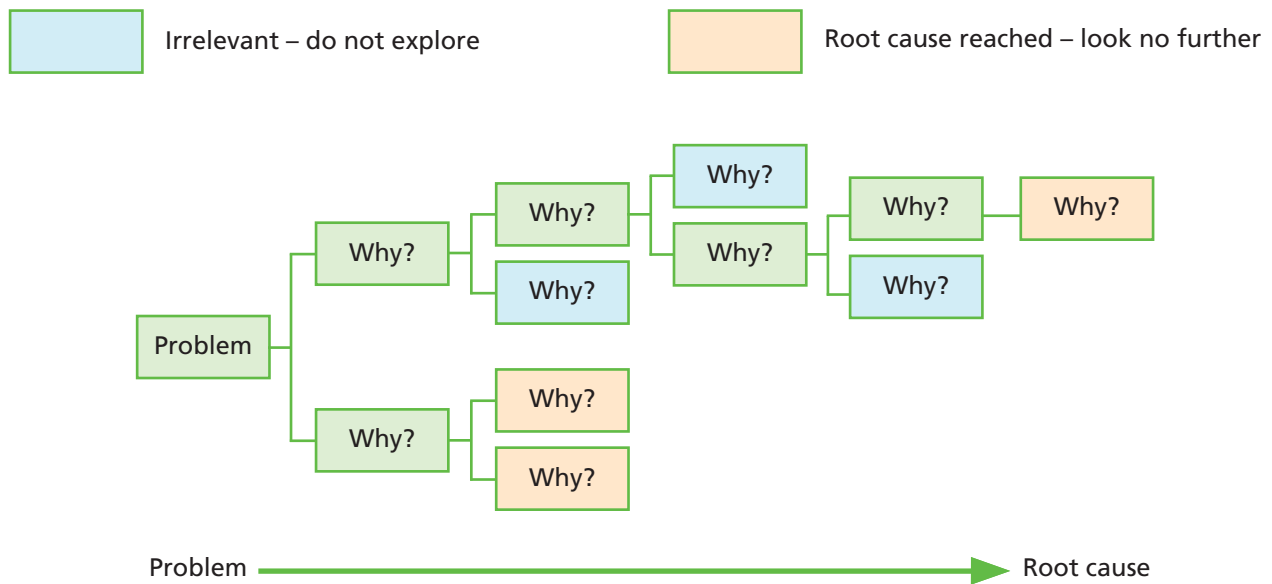 Irrelevant – do not explore
Root cause reached – look no further
Why?
Why?
Why?
Why?
Why?
Why?
Why?
Why?
Problem
Why?
Why?
Why?
Problem
Root cause